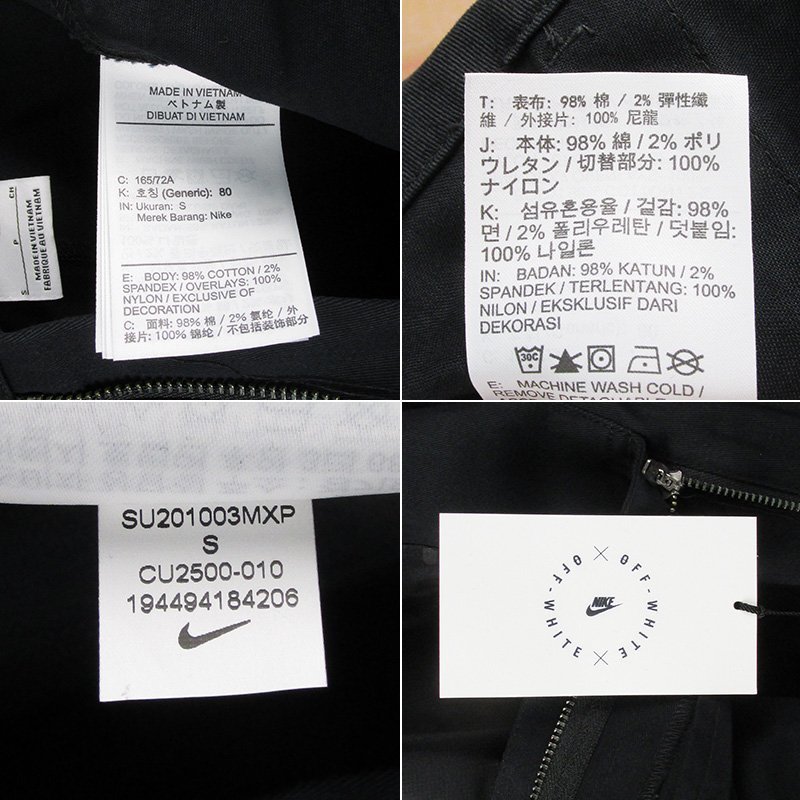 MADE IN VIETNAM
ベトナム製
DIBUAT DI VIETNAM
C: 165/72A
K: 호칭 (Generic): 80
IN: Ukuran: S
Merek Barang: Nike
E: BODY: 98% COTTON / 2%
SPANDEX / OVERLAYS: 100%
NYLON / EXCLUSIVE OF
DECORATION
C: 面料: 98% 棉 / 2% 氨纶 / 外
接片: 100% 锦纶 / 不包括装饰部分
S P CH
MADE IN VIETNAM
FABRIQUE AU VIETNAM
T: 表布: 98% 棉 / 2% 彈性纖
維 / 外接片: 100% 尼龍
J: 本体: 98% 綿 / 2% ポリ
ウレタン / 切替部分: 100%
ナイロン
K: 섬유혼용율 / 겉감: 98%
면 / 2% 폴리우레탄 / 덧붙임:
100% 나일론
IN: BADAN: 98% KATUN / 2%
SPANDEK / TERLENTANG: 100%
NILON / EKSKLUSIF DARI
DEKORASI
30C
E: MACHINE WASH COLD /
REMOVE DETACHABLE
SU201003MXP
S
CU2500-010
194494184206
OFF-WHITE
NIKE
OFF-WHITE